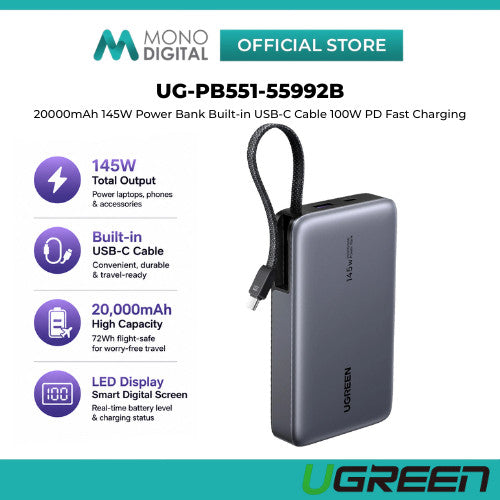 MONO
DIGITAL
OFFICIAL STORE
UG-PB551-55992B
20000mAh 145W Power Bank Built-in USB-C Cable 100W PD Fast Charging
145W
Total Output
Power laptops, phones
& accessories
Built-in
USB-C Cable
Convenient, durable
& travel-ready
20,000mAh
High Capacity
72Wh flight-safe
for worry-free travel
100
LED Display
Smart Digital Screen
Real-time battery level
& charging status
145W
UGREEN
UGREEN